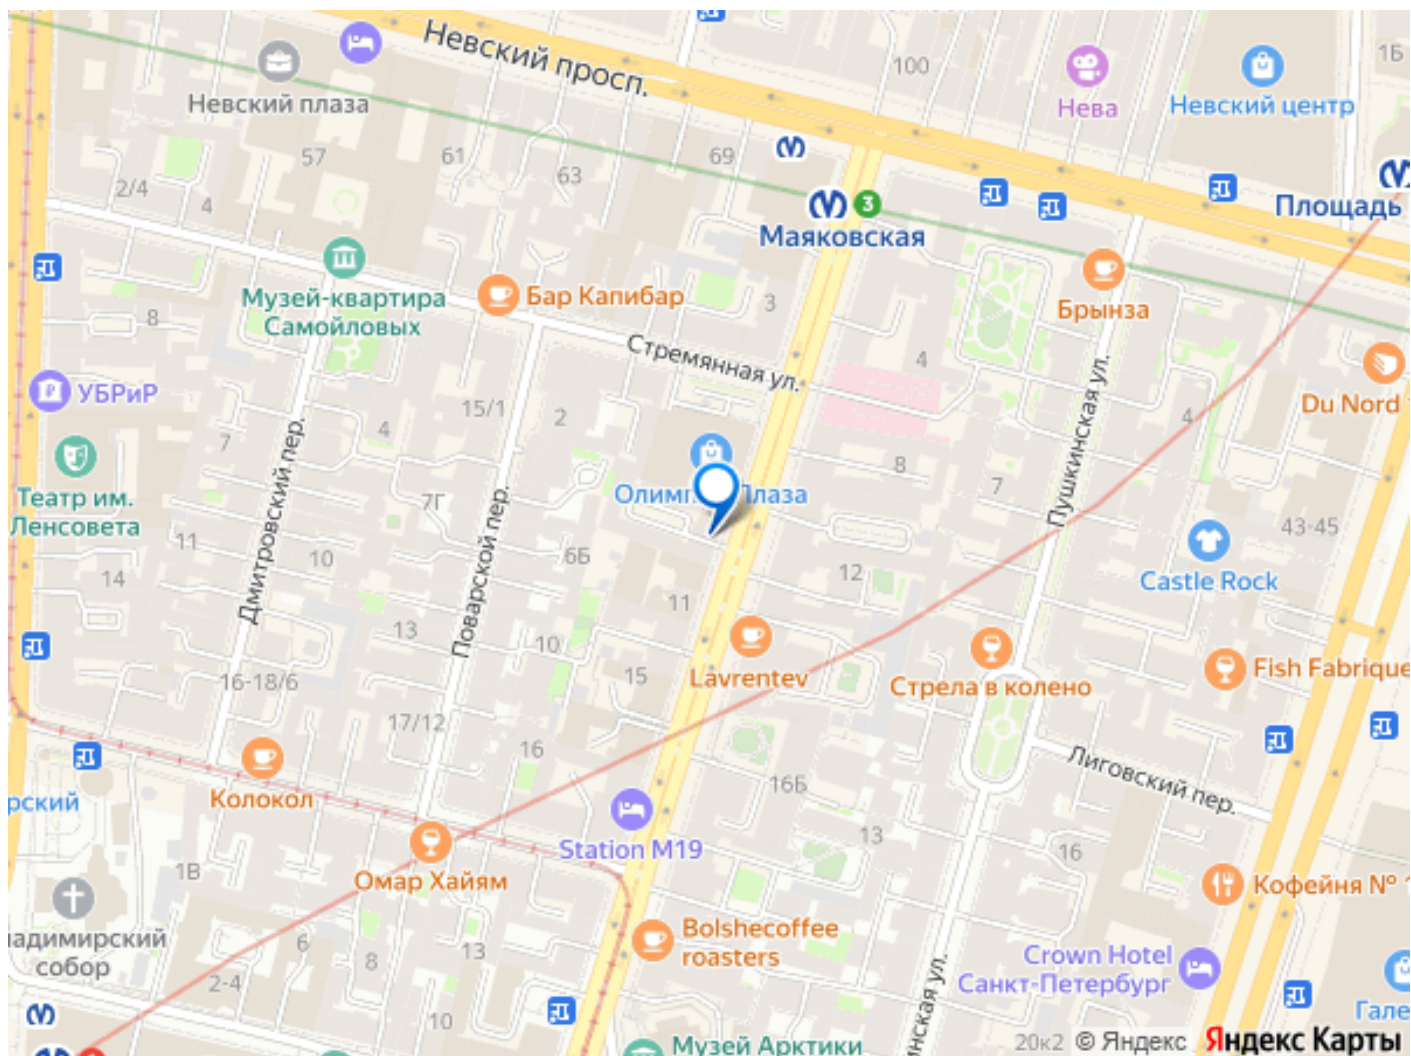 Невский просп.
100
1Б
Невский плаза
Нева
Невский центр
57
61
63
69
2/4
4
3
Площадь
Маяковская
Музей-квартира
Самойловых
Бар Капибар
3
Брынза
8
Стремянная ул.
4
УБРиР
15/1
2
4
4
Du Nord
7
Дмитровский пер.
Пушкинская ул.
8
7
Театр им.
Ленсовета
7Г
Поварской пер.
Плаза
43-45
11
10
6Б
12
Castle Rock
14
11
13
10
15
Lavrentev
Стрела в колено
Fish Fabrique
16-18/6
17/12
16
16Б
Лиговский пер.
Колокол
Station M19
13
16
1В
Омар Хайям
Кофейня № 1
собор
6
8
13
2-4
10
Bolshecoffee
roasters
Crown Hotel
Санкт-Петербург
Музей Арктики
20к2
© Яндекс
Яндекс Карты